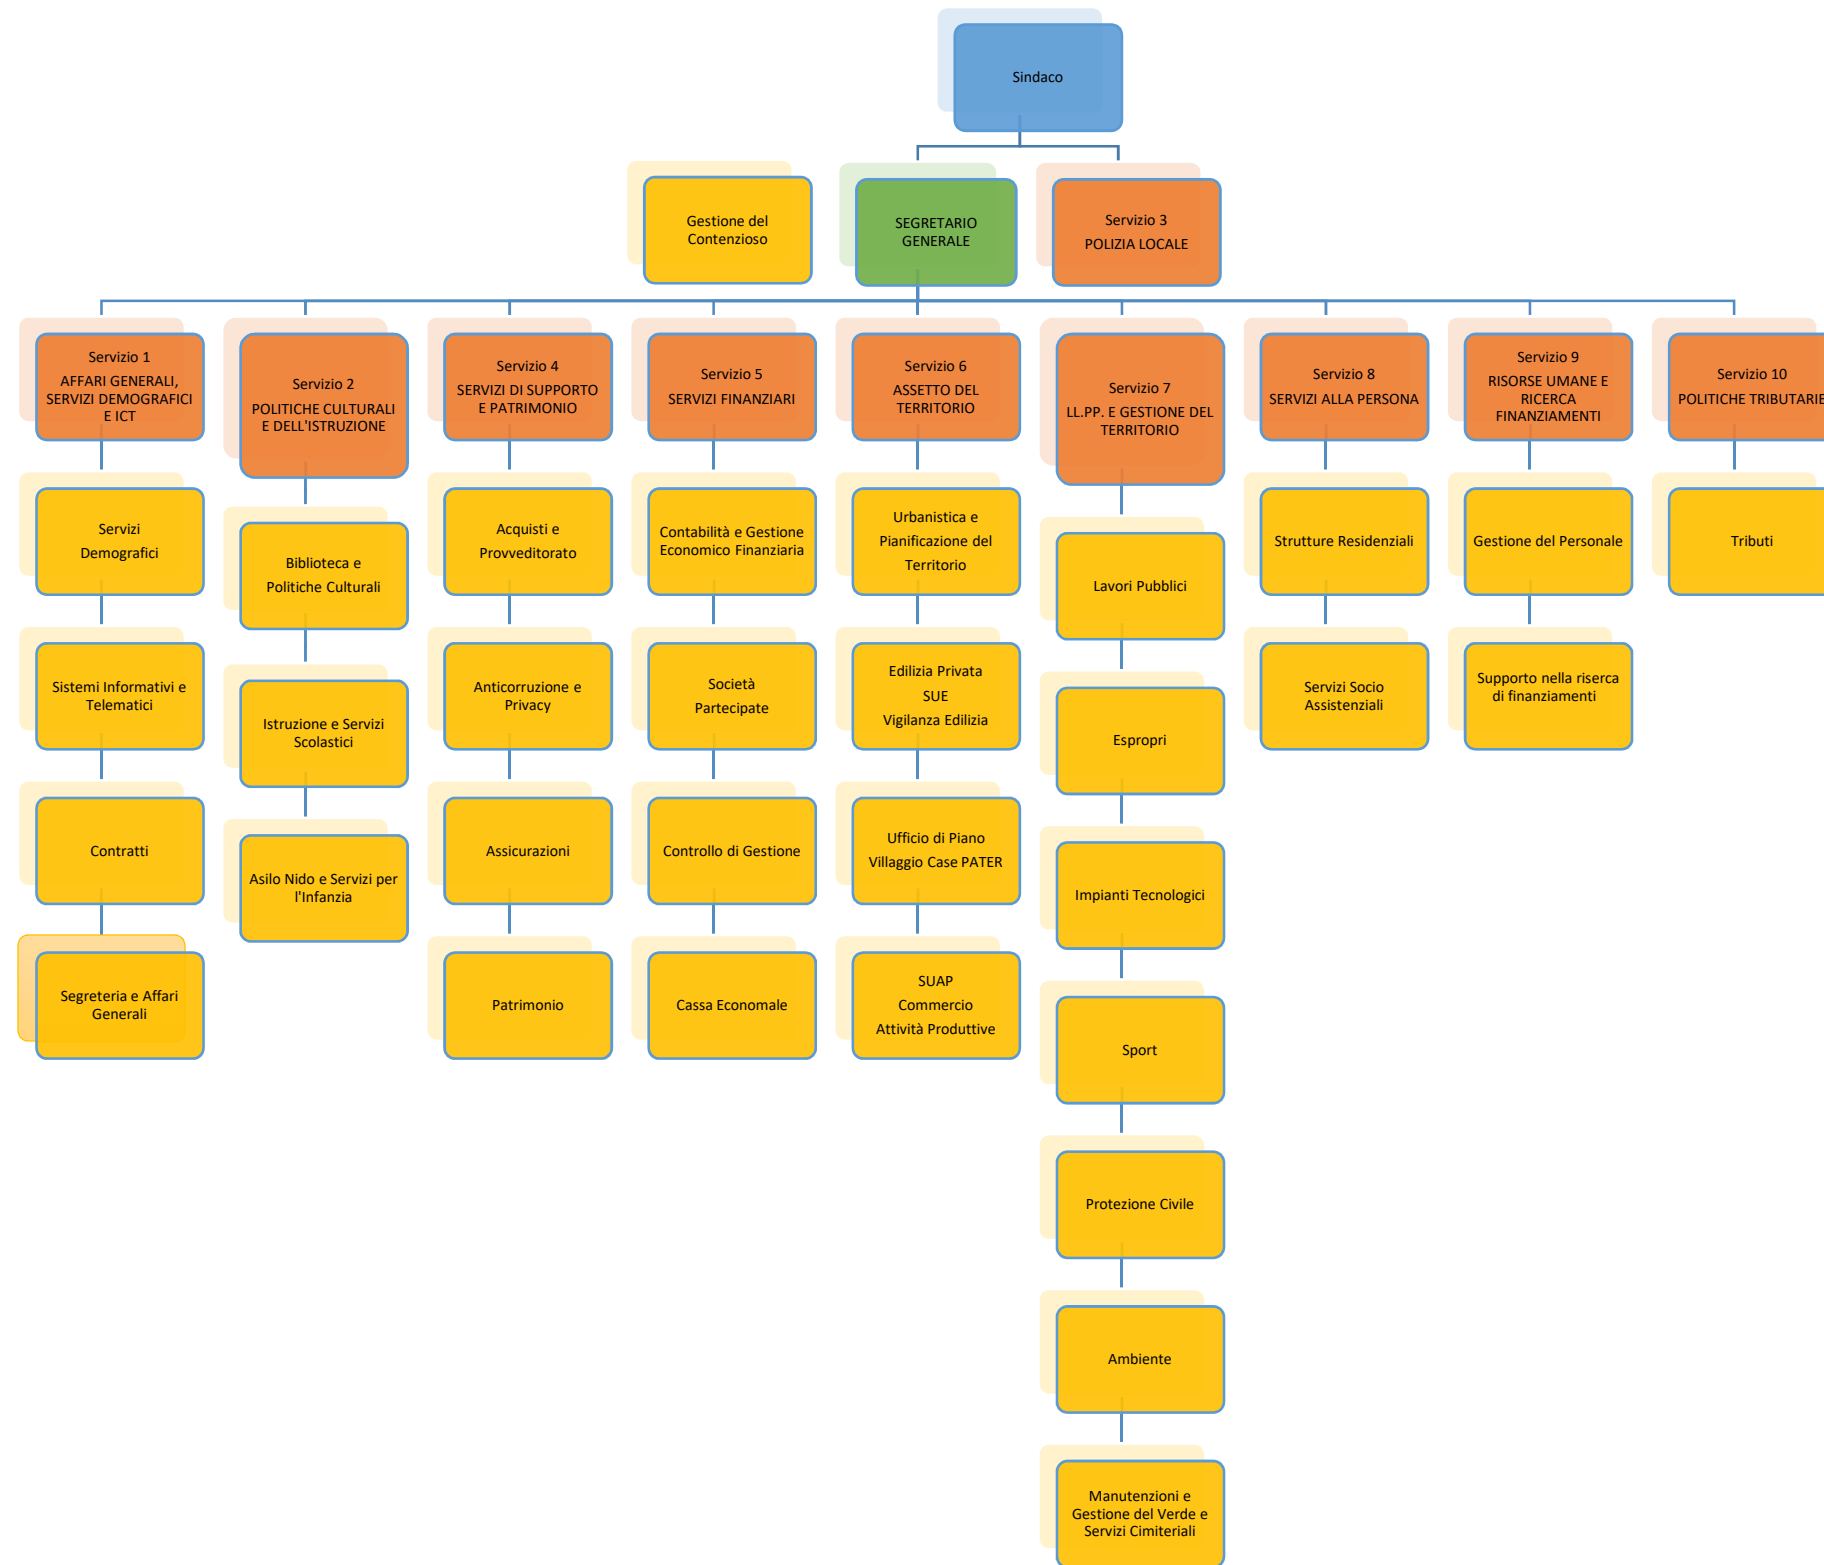 Sindaco
Gestione del
Contenzioso
SEGRETARIO
GENERALE
Servizio 3
POLIZIA LOCALE
Servizio 1
AFFARI GENERALI,
SERVIZI DEMOGRAFICI
E ICT
Servizio 2
POLITICHE CULTURALI
E DELL'ISTRUZIONE
Servizio 4
SERVIZI DI SUPPORTO
E PATRIMONIO
Servizio 5
SERVIZI FINANZIARI
Servizio 6
ASSETTO DEL
TERRITORIO
Servizio 7
LL.PP. E GESTIONE DEL
TERRITORIO
Servizio 8
SERVIZI ALLA PERSONA
Servizio 9
RISORSE UMANE E
RICERCA
FINANZIAMENTI
Servizio 10
POLITICHE TRIBUTARIE
Servizi
Demografici
Sistemi Informativi e
Telematici
Contratti
Segreteria e Affari
Generali
Biblioteca e
Politiche Culturali
Istruzione e Servizi
Scolastici
Asilo Nido e Servizi per
l'Infanzia
Acquisti e
Provveditorato
Anticorruzione e
Privacy
Assicurazioni
Patrimonio
Contabilità e Gestione
Economico Finanziaria
Società
Partecipate
Controllo di Gestione
Cassa Economale
Urbanistica e
Pianificazione del
Territorio
Edilizia Privata
SUE
Vigilanza Edilizia
Ufficio di Piano
Villaggio Case PATER
SUAP
Commercio
Attività Produttive
Lavori Pubblici
Espropri
Impianti Tecnologici
Sport
Protezione Civile
Ambiente
Manutenzioni e
Gestione del Verde e
Servizi Cimiteriali
Strutture Residenziali
Servizi Socio
Assistenziali
Gestione del Personale
Supporto nella riserca
di finanziamenti
Tributi